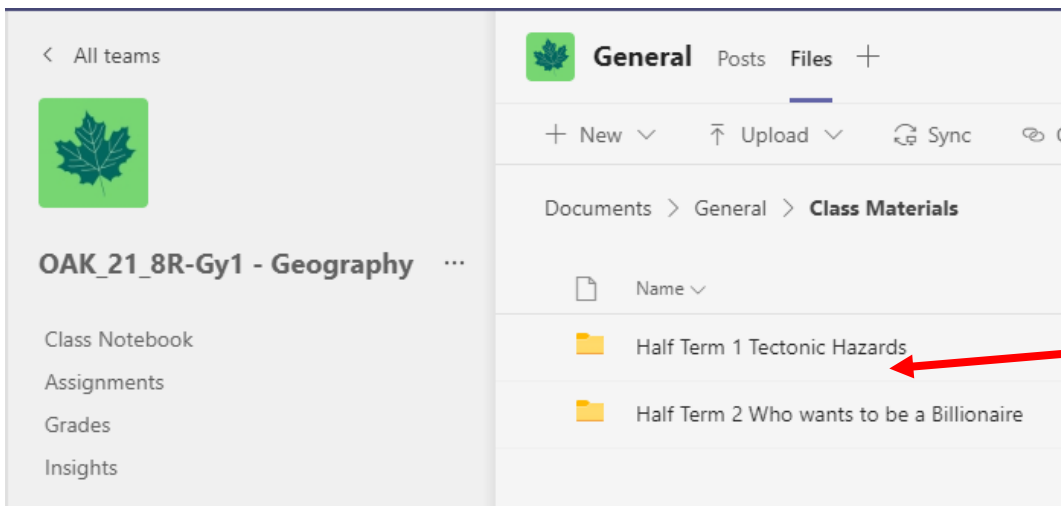 All teams
OAK_21_8R-Gy1 - Geography ...
Class Notebook
Assignments
Grades
Insights
General Posts Files
New Upload Sync
Documents > General > Class Materials
Name
Half Term 1 Tectonic Hazards
Half Term 2 Who wants to be a Billionaire